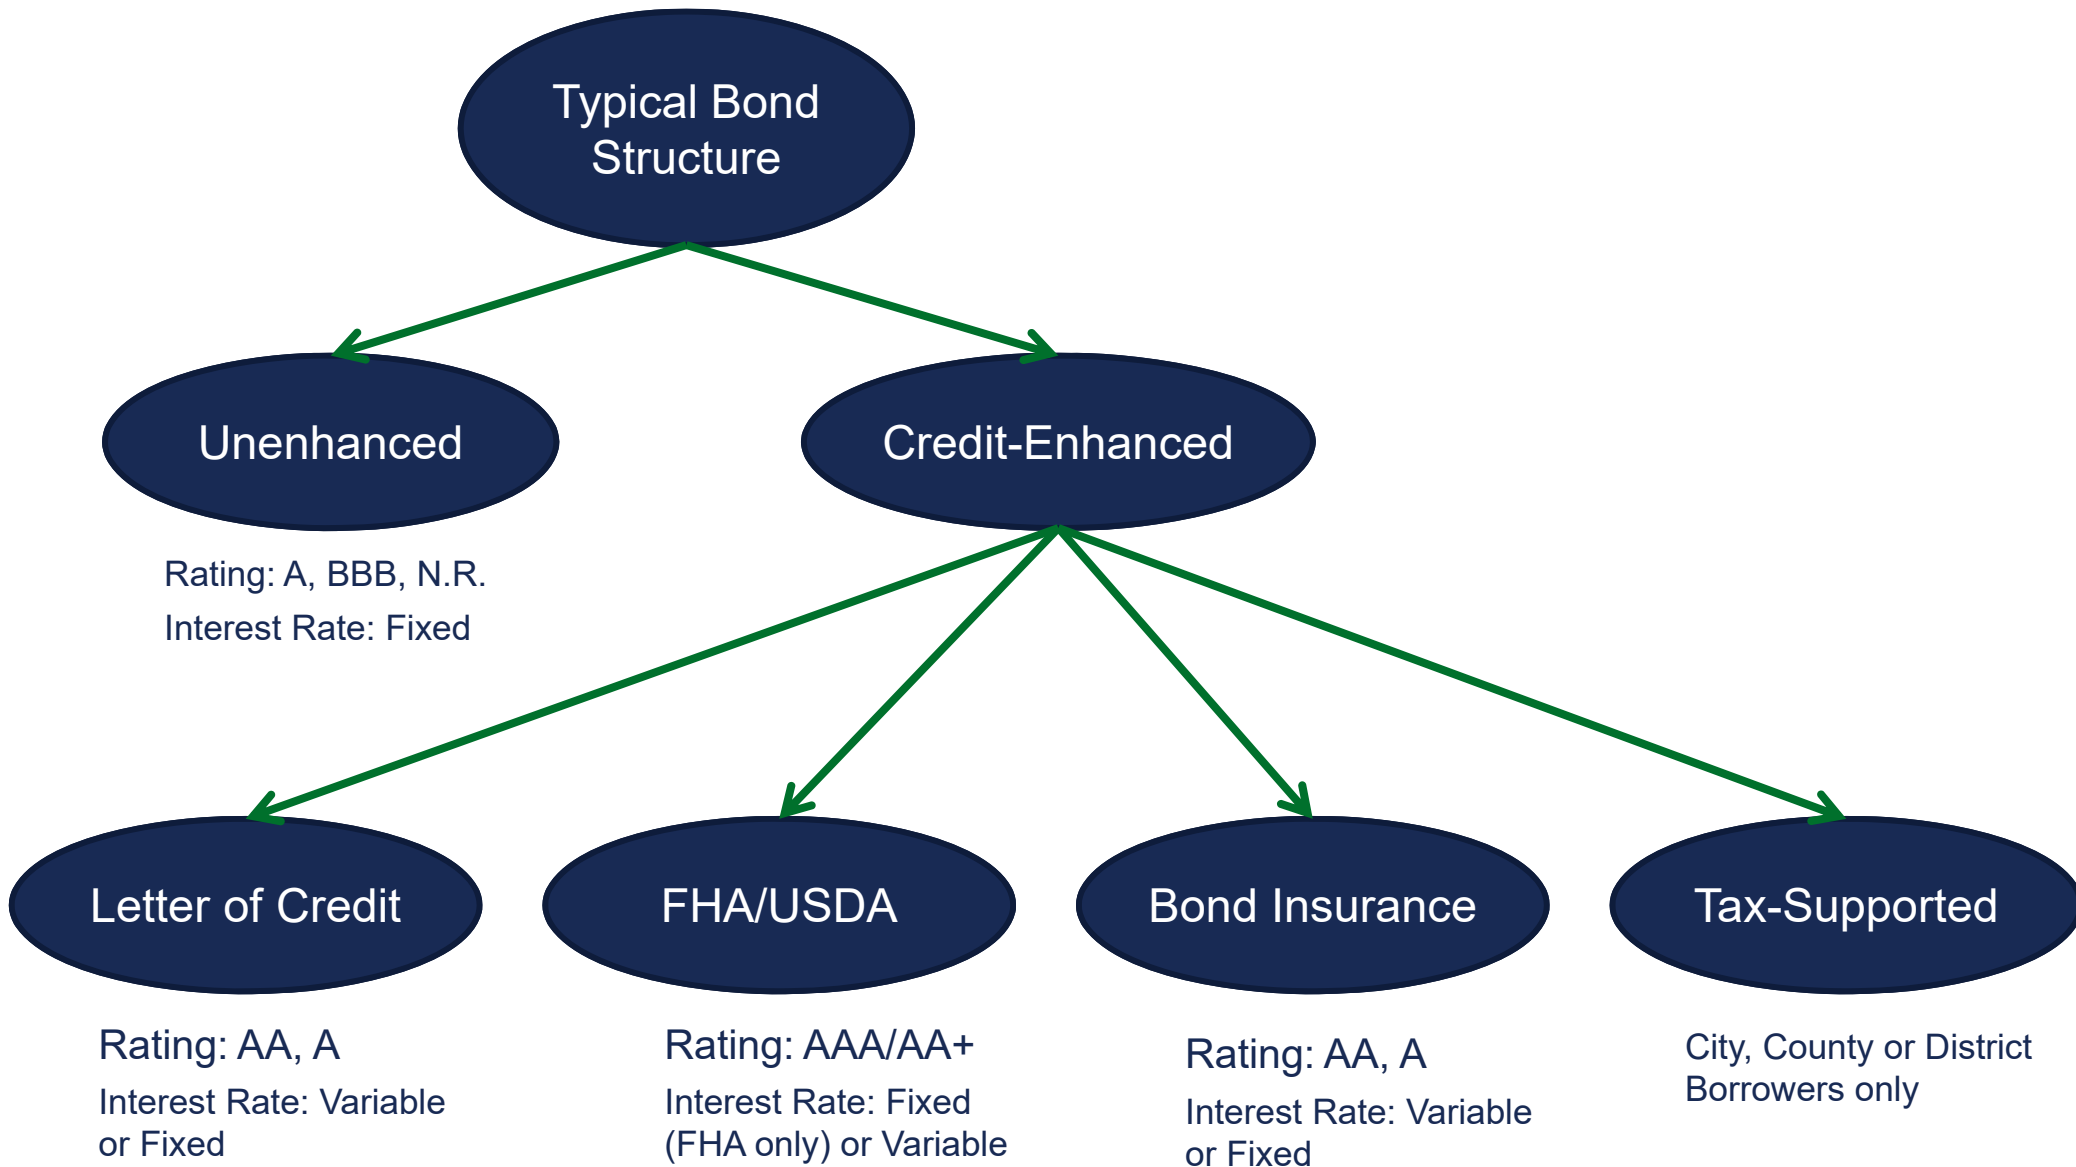 Typical Bond
Structure
Unenhanced
Credit-Enhanced
Rating: A, BBB, N.R.
Interest Rate: Fixed
Letter of Credit
FHA/USDA
Bond Insurance
Tax-Supported
Rating: AA, A
Interest Rate: Variable
or Fixed
Rating: AAA/AA+
Interest Rate: Fixed
(FHA only) or Variable
Rating: AA, A
Interest Rate: Variable
or Fixed
City, County or District
Borrowers only